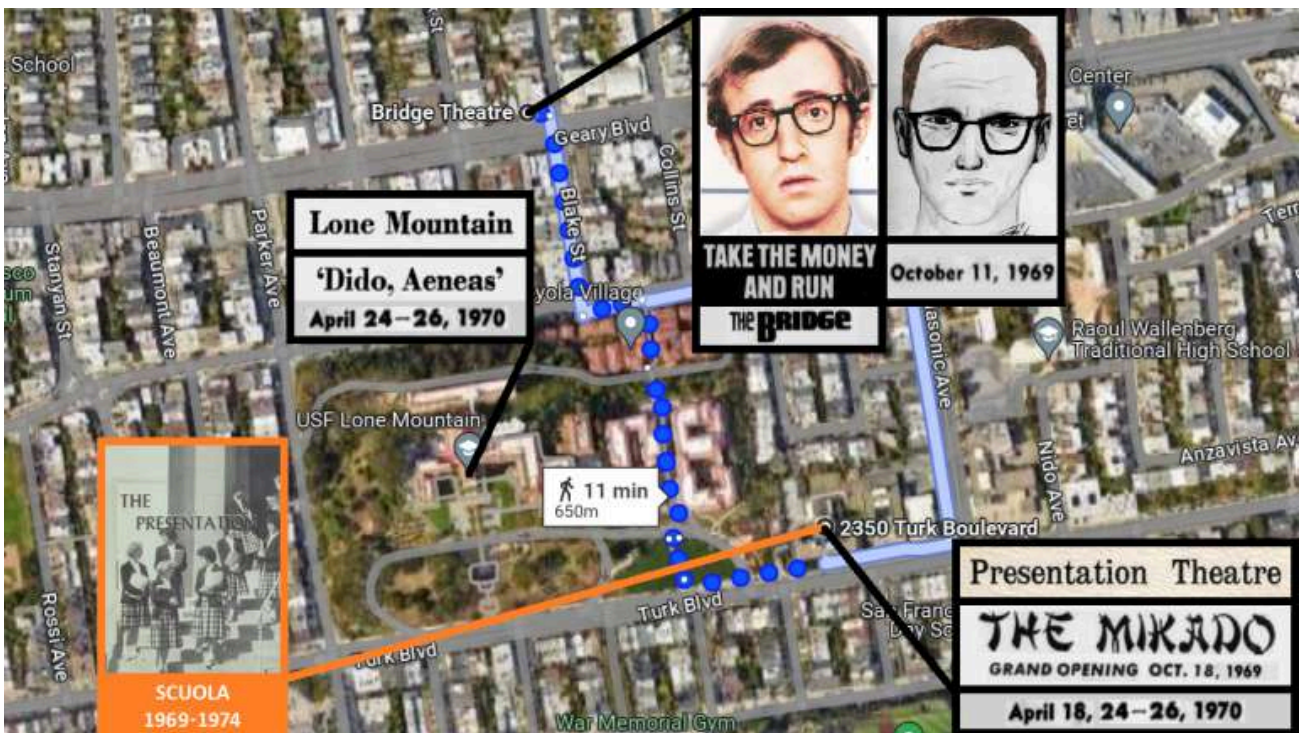 School
Bridge Theatre
Geary Blvd
Collins St
Blake St
Stanyan St
Beaumont Ave
Parker Ave
Lone Mountain
'Dido, Aeneas'
April 24–26, 1970
TAKE THE MONEY
AND RUN
THE BRIDGE
October 11, 1969
Center
Raoul Wallenberg
Traditional High School
Masonic Ave
Nido Ave
Anzavista Av
yola Village
USF Lone Mountain
11 min
650m
2350 Turk Boulevard
Turk Blvd
Turk Blvd
Rossi Ave
War Memorial Gym
THE
PRESENTATION
SCUOLA
1969-1974
Presentation Theatre
THE MIKADO
GRAND OPENING OCT. 18, 1969
April 18, 24–26, 1970